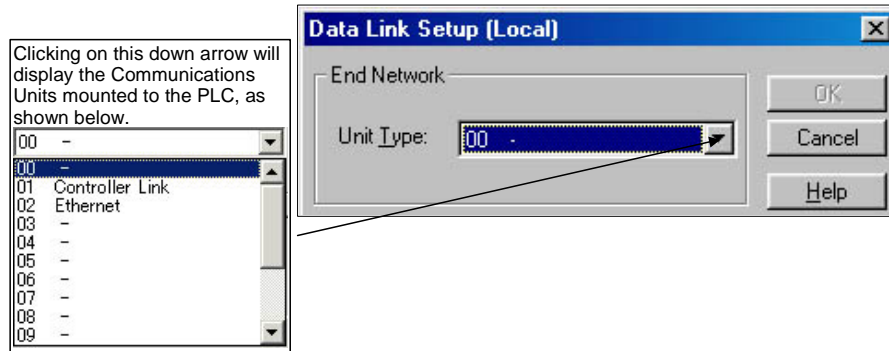 Clicking on this down arrow will
display the Communications
Units mounted to the PLC, as
shown below.
00 -
00 -
01 Controller Link
02 Ethernet
03 -
04 -
05 -
06 -
07 -
08 -
09 -
Data Link Setup (Local)
End Network
Unit Type:
00 -
OK
Cancel
Help